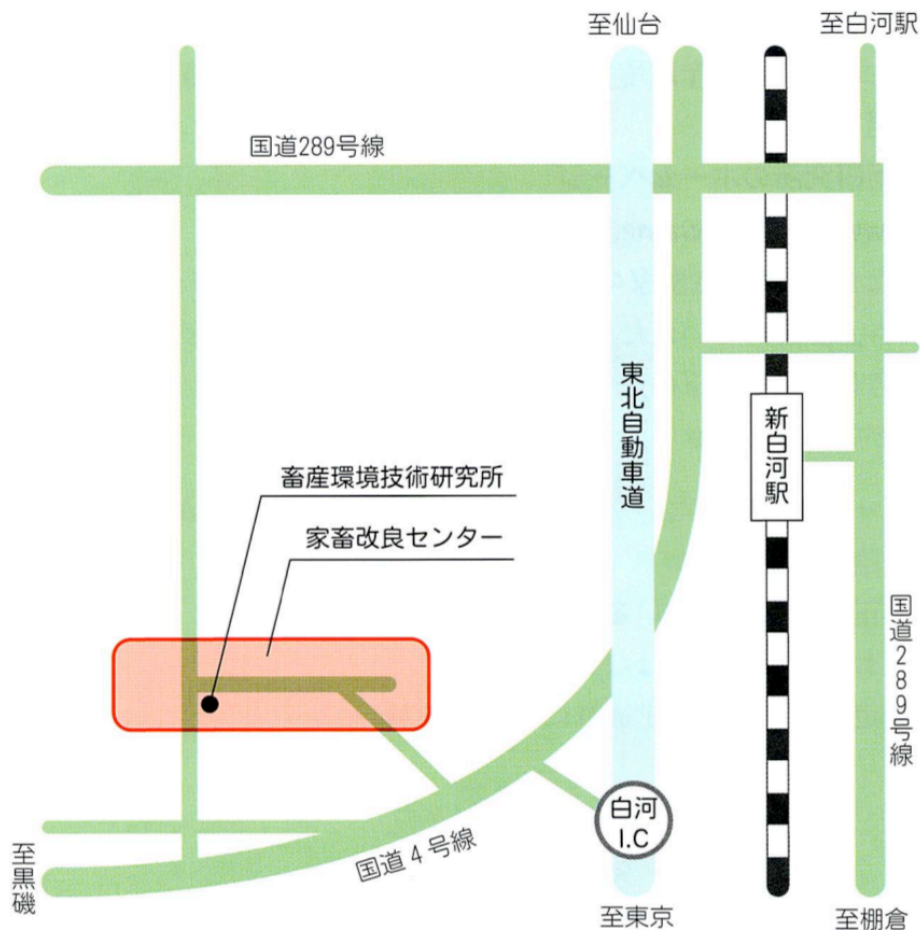 至仙台
至白河駅
国道289号線
東北自動車道
新白河駅
畜産環境技術研究所
家畜改良センター
国道289号線
白河
I.C
国道4号線
至黒磯
至東京
至棚倉